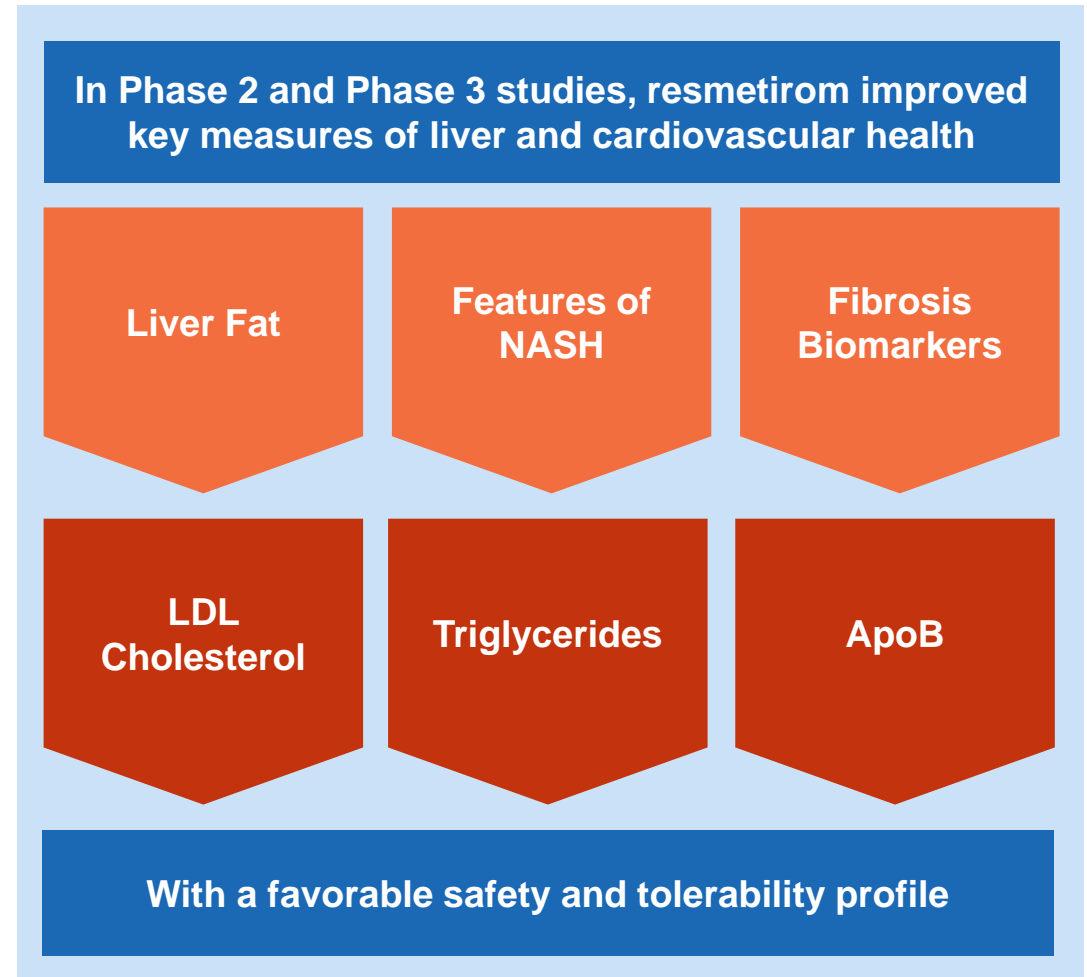 In Phase 2 and Phase 3 studies, resmetirom improved
key measures of liver and cardiovascular health
Liver Fat
Features of
NASH
Fibrosis
Biomarkers
LDL
Cholesterol
Triglycerides
ApoB
With a favorable safety and tolerability profile